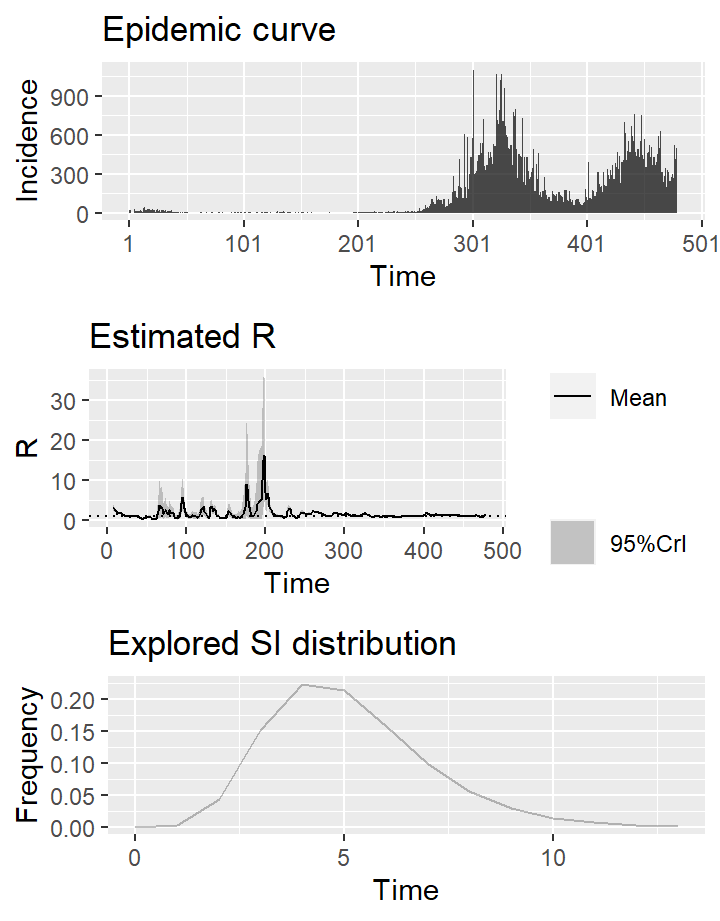 Epidemic curve
Incidence
900
600
300
0
1 101 201 301 401 501
Time
Estimated R
R
30
20
10
0
0 100 200 300 400 500
Time
Mean
95%CrI
Explored SI distribution
Frequency
0.20
0.15
0.10
0.05
0.00
0 5 10
Time